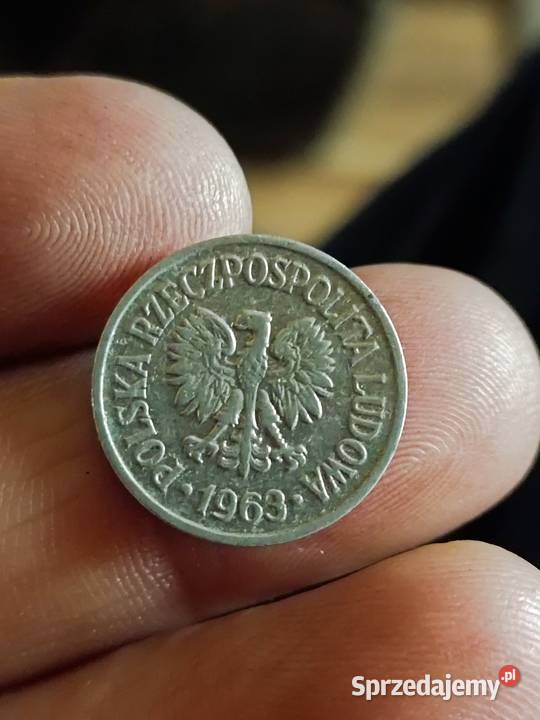 POLSKA RZECZPOSPOLITA LUDOWA
·1963·
Sprzedajemy.pl